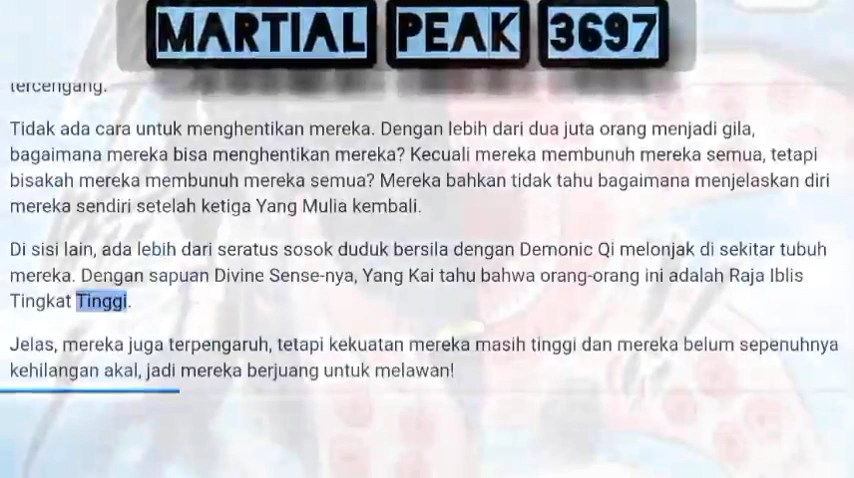 MARTIAL PEAK 3697
tercengang.
Tidak ada cara untuk menghentikan mereka. Dengan lebih dari dua juta orang menjadi gila,
bagaimana mereka bisa menghentikan mereka? Kecuali mereka membunuh mereka semua, tetapi
bisakah mereka membunuh mereka semua? Mereka bahkan tidak tahu bagaimana menjelaskan diri
mereka sendiri setelah ketiga Yang Mulia kembali.
Di sisi lain, ada lebih dari seratus sosok duduk bersila dengan Demonic Qi melonjak di sekitar tubuh
mereka. Dengan sapuan Divine Sense-nya, Yang Kai tahu bahwa orang-orang ini adalah Raja Iblis
Tingkat Tinggi.
Jelas, mereka juga terpengaruh, tetapi kekuatan mereka masih tinggi dan mereka belum sepenuhnya
kehilangan akal, jadi mereka berjuang untuk melawan!